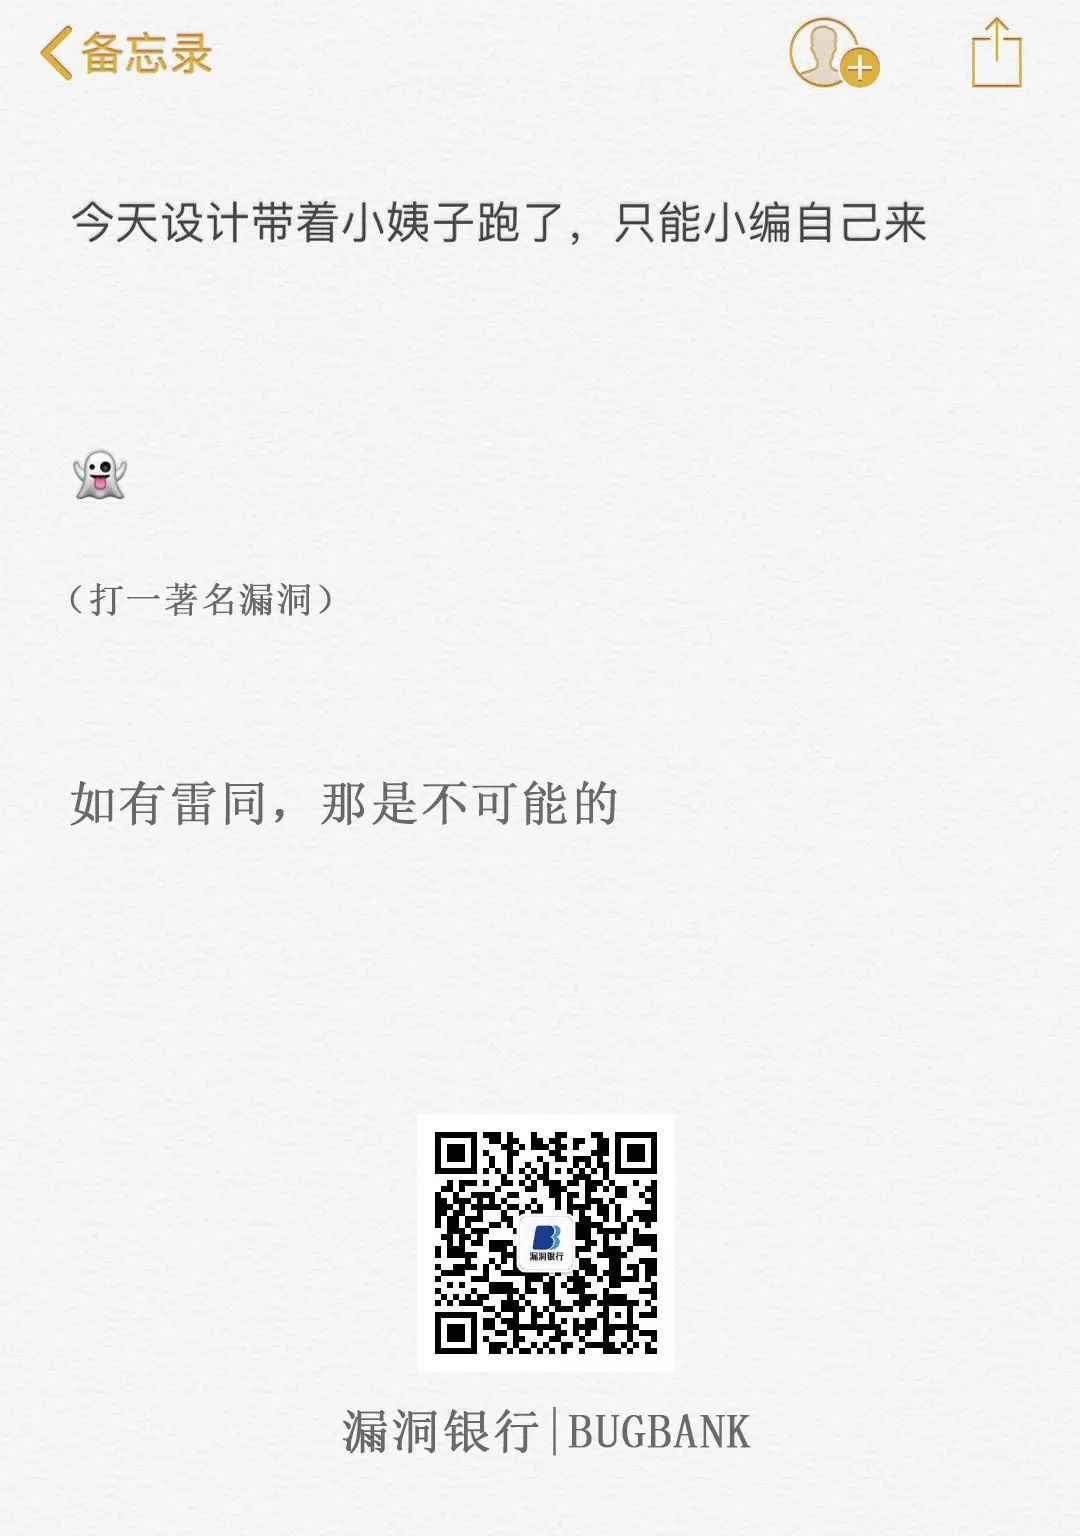 备忘录
今天设计带着小姨子跑了，只能小编自己来
👻
（打一著名漏洞）
如有雷同，那是不可能的
漏洞银行
漏洞银行|BUGBANK